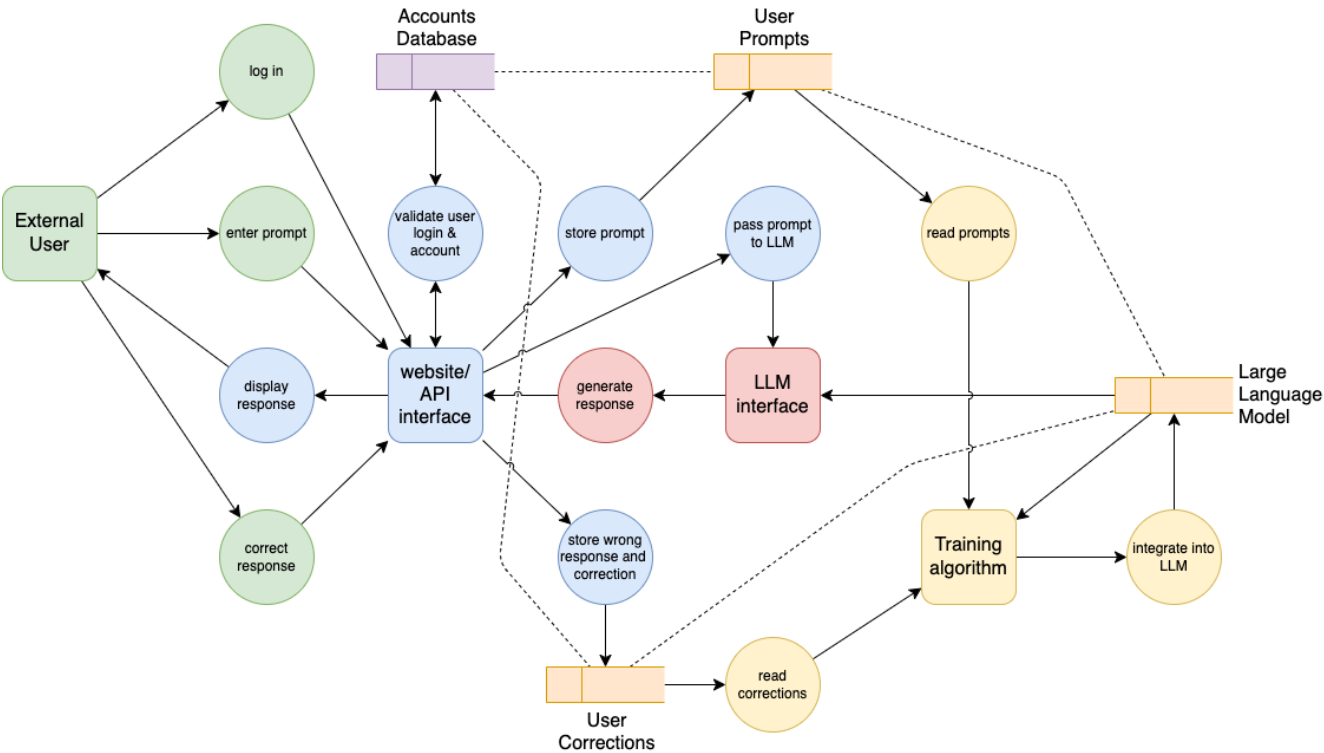 Accounts
Database
User
Prompts
log in
External
User
enter prompt
validate user
login &
account
store prompt
pass prompt
to LLM
read prompts
display
response
website/
API
interface
generate
response
LLM
interface
Large
Language
Model
correct
response
store wrong
response and
correction
Training
algorithm
integrate into
LLM
read
corrections
User
Corrections